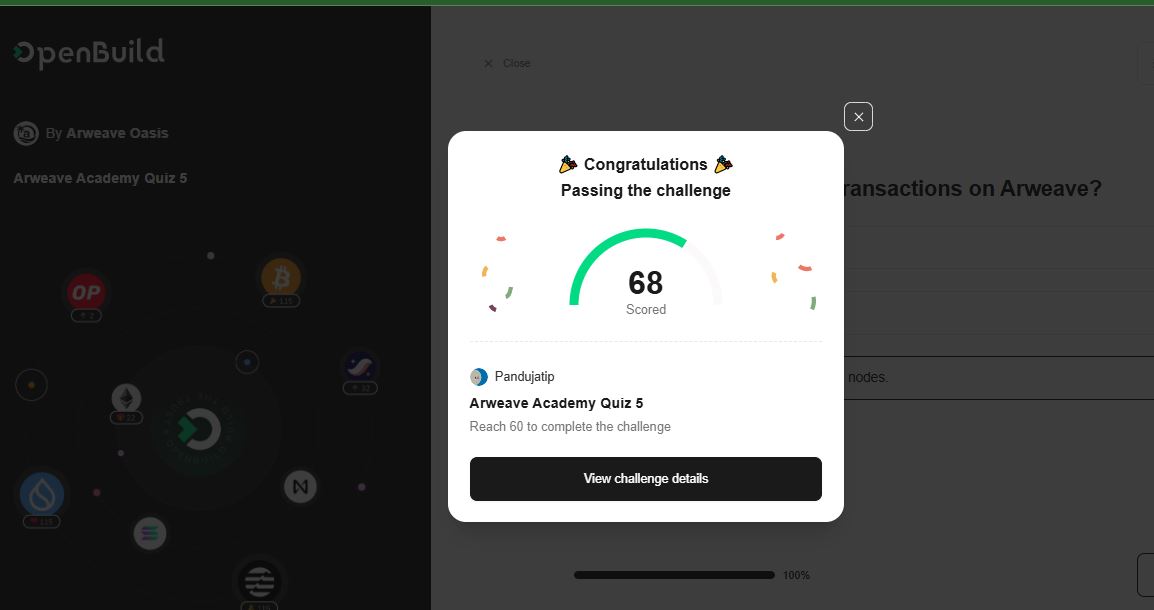 OpenBuild
Close
By Arweave Oasis
Arweave Academy Quiz 5
Congratulations
Passing the challenge
ransactions on Arweave?
68
Scored
OP
2
115
32
22
nodes.
Pandujatip
Arweave Academy Quiz 5
Reach 60 to complete the challenge
View challenge details
115
100%
115